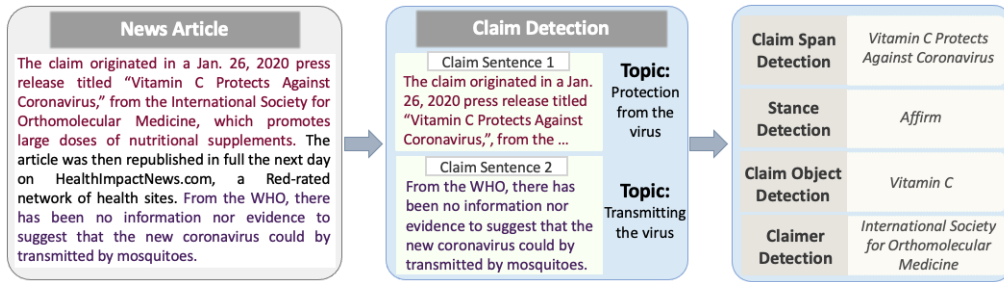 News Article
The claim originated in a Jan. 26, 2020 press
release titled “Vitamin C Protects Against
Coronavirus,” from the International Society for
Orthomolecular Medicine, which promotes
large doses of nutritional supplements. The
article was then republished in full the next day
on HealthImpactNews.com, a Red-rated
network of health sites. From the WHO, there
has been no information nor evidence to
suggest that the new coronavirus could by
transmitted by mosquitoes.
Claim Detection
Claim Sentence 1
The claim originated in a Jan.
26, 2020 press release titled
“Vitamin C Protects Against
Coronavirus,”, from the ...
Topic:
Protection
from the
virus
Claim Sentence 2
From the WHO, there has
been no information nor
evidence to suggest that the
new coronavirus could by
transmitted by mosquitoes.
Topic:
Transmitting
the virus
Claim Span
Detection
Vitamin C Protects
Against Coronavirus
Stance
Detection
Affirm
Claim Object
Detection
Vitamin C
Claimer
Detection
International Society
for Orthomolecular
Medicine